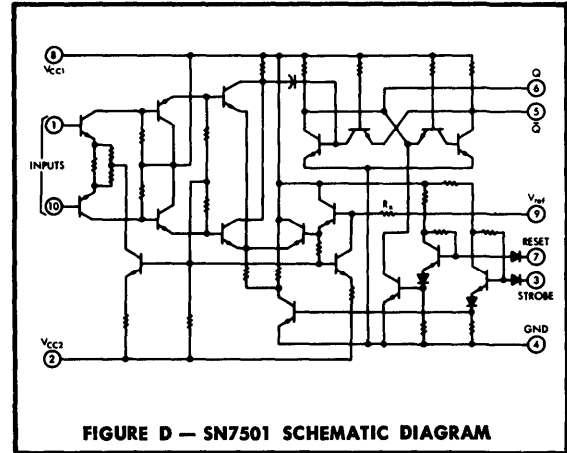 8
VCC1
Q
6
5
Q̄
1
INPUTS
10
Rx
Vref
9
RESET
7
3
STROBE
GND
4
VCC2
2
FIGURE D — SN7501 SCHEMATIC DIAGRAM